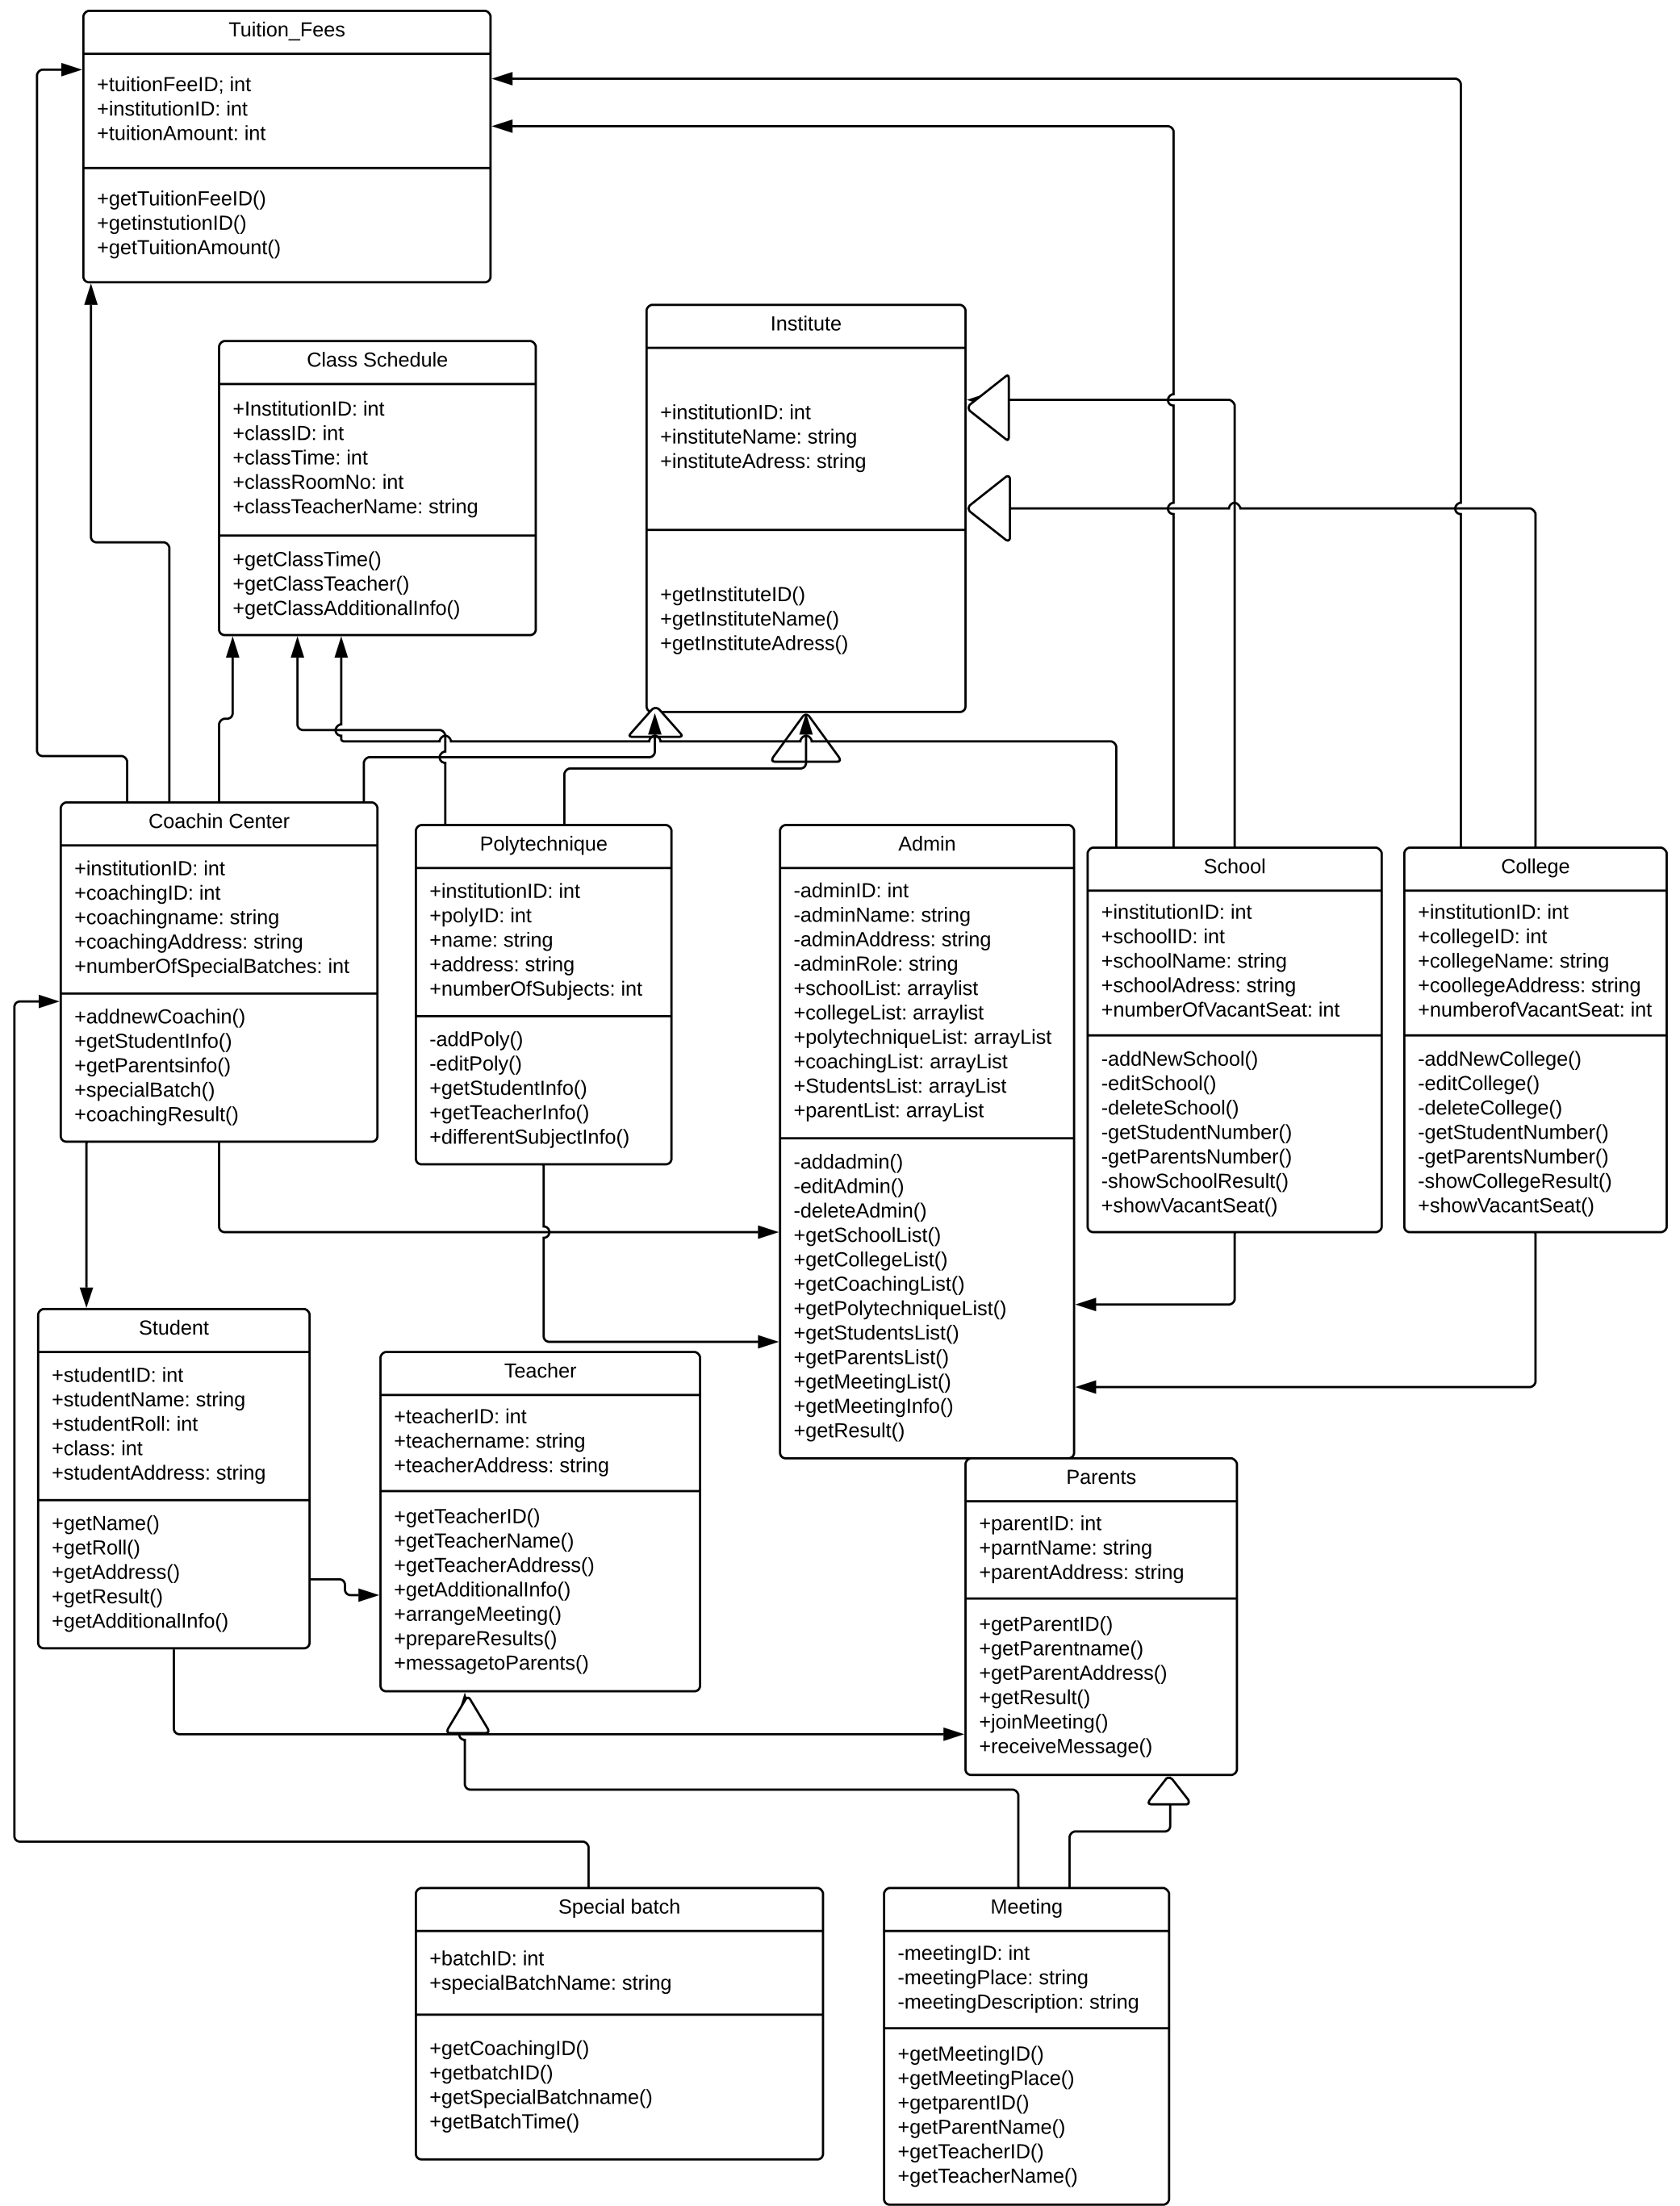 Tuition_Fees
+tuitionFeeID; int
+institutionID: int
+tuitionAmount: int
+getTuitionFeeID()
+getinstutionID()
+getTuitionAmount()
Class Schedule
+InstitutionID: int
+classID: int
+classTime: int
+classRoomNo: int
+classTeacherName: string
+getClassTime()
+getClassTeacher()
+getClassAdditionalInfo()
Institute
+institutionID: int
+instituteName: string
+instituteAdress: string
+getInstituteID()
+getInstituteName()
+getInstituteAdress()
Coachin Center
+institutionID: int
+coachingID: int
+coachingname: string
+coachingAddress: string
+numberOfSpecialBatches: int
+addnewCoachin()
+getStudentInfo()
+getParentsinfo()
+specialBatch()
+coachingResult()
Polytechnique
+institutionID: int
+polyID: int
+name: string
+address: string
+numberOfSubjects: int
-addPoly()
-editPoly()
+getStudentInfo()
+getTeacherInfo()
+differentSubjectInfo()
Admin
-adminID: int
-adminName: string
-adminAddress: string
-adminRole: string
+schoolList: arraylist
+collegeList: arraylist
+polytechniqueList: arrayList
+coachingList: arrayList
+StudentsList: arrayList
+parentList: arrayList
-addadmin()
-editAdmin()
-deleteAdmin()
+getSchoolList()
+getCollegeList()
+getCoachingList()
+getPolytechniqueList()
+getStudentsList()
+getParentsList()
+getMeetingList()
+getMeetingInfo()
+getResult()
School
+institutionID: int
+schoolID: int
+schoolName: string
+schoolAdress: string
+numberOfVacantSeat: int
-addNewSchool()
-editSchool()
-deleteSchool()
-getStudentNumber()
-getParentsNumber()
-showSchoolResult()
+showVacantSeat()
College
+institutionID: int
+collegeID: int
+collegeName: string
+coollegeAddress: string
+numberofVacantSeat: int
-addNewCollege()
-editCollege()
-deleteCollege()
-getStudentNumber()
-getParentsNumber()
-showCollegeResult()
+showVacantSeat()
Student
+studentID: int
+studentName: string
+studentRoll: int
+class: int
+studentAddress: string
+getName()
+getRoll()
+getAddress()
+getResult()
+getAdditionalInfo()
Teacher
+teacherID: int
+teachername: string
+teacherAddress: string
+getTeacherID()
+getTeacherName()
+getTeacherAddress()
+getAdditionalInfo()
+arrangeMeeting()
+prepareResults()
+messagetoParents()
Parents
+parentID: int
+parntName: string
+parentAddress: string
+getParentID()
+getParentname()
+getParentAddress()
+getResult()
+joinMeeting()
+receiveMessage()
Special batch
+batchID: int
+specialBatchName: string
+getCoachingID()
+getbatchID()
+getSpecialBatchname()
+getBatchTime()
Meeting
-meetingID: int
-meetingPlace: string
-meetingDescription: string
+getMeetingID()
+getMeetingPlace()
+getparentID()
+getParentName()
+getTeacherID()
+getTeacherName()